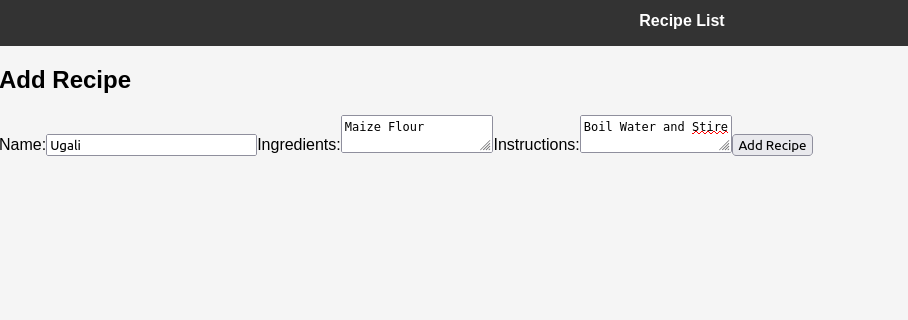 Recipe List
Add Recipe
Name: Ugali Ingredients: Maize Flour Instructions: Boil Water and Stire Add Recipe